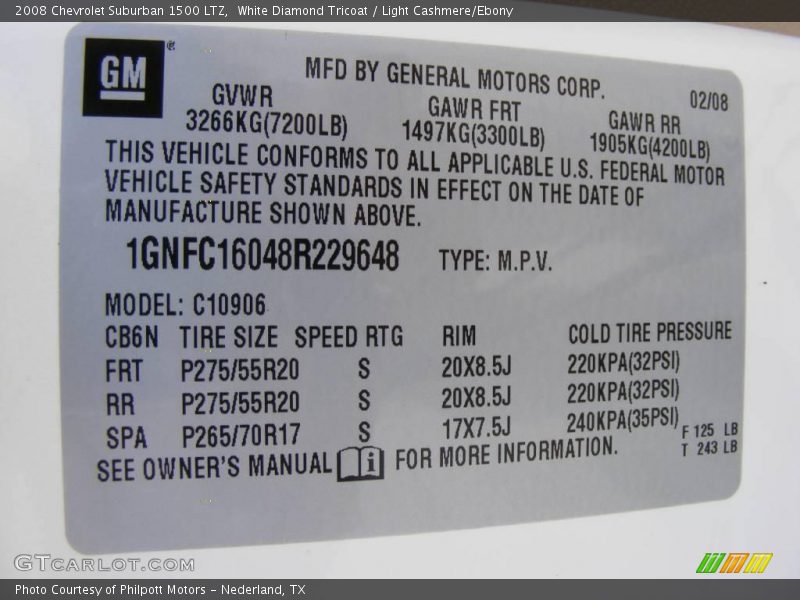 2008 Chevrolet Suburban 1500 LTZ, White Diamond Tricoat / Light Cashmere/Ebony
GM ®
MFD BY GENERAL MOTORS CORP.
02/08
GVWR GAWR FRT GAWR RR
3266KG(7200LB) 1497KG(3300LB) 1905KG(4200LB)
THIS VEHICLE CONFORMS TO ALL APPLICABLE U.S. FEDERAL MOTOR
VEHICLE SAFETY STANDARDS IN EFFECT ON THE DATE OF
MANUFACTURE SHOWN ABOVE.
1GNFC16048R229648 TYPE: M.P.V.
MODEL: C10906
CB6N TIRE SIZE SPEED RTG RIM COLD TIRE PRESSURE
FRT P275/55R20 S 20X8.5J 220KPA(32PSI)
RR P275/55R20 S 20X8.5J 220KPA(32PSI)
SPA P265/70R17 S 17X7.5J 240KPA(35PSI)
F 125 LB
T 243 LB
SEE OWNER'S MANUAL i FOR MORE INFORMATION.
GTCARLOT.COM
Photo Courtesy of Philpott Motors - Nederland, TX